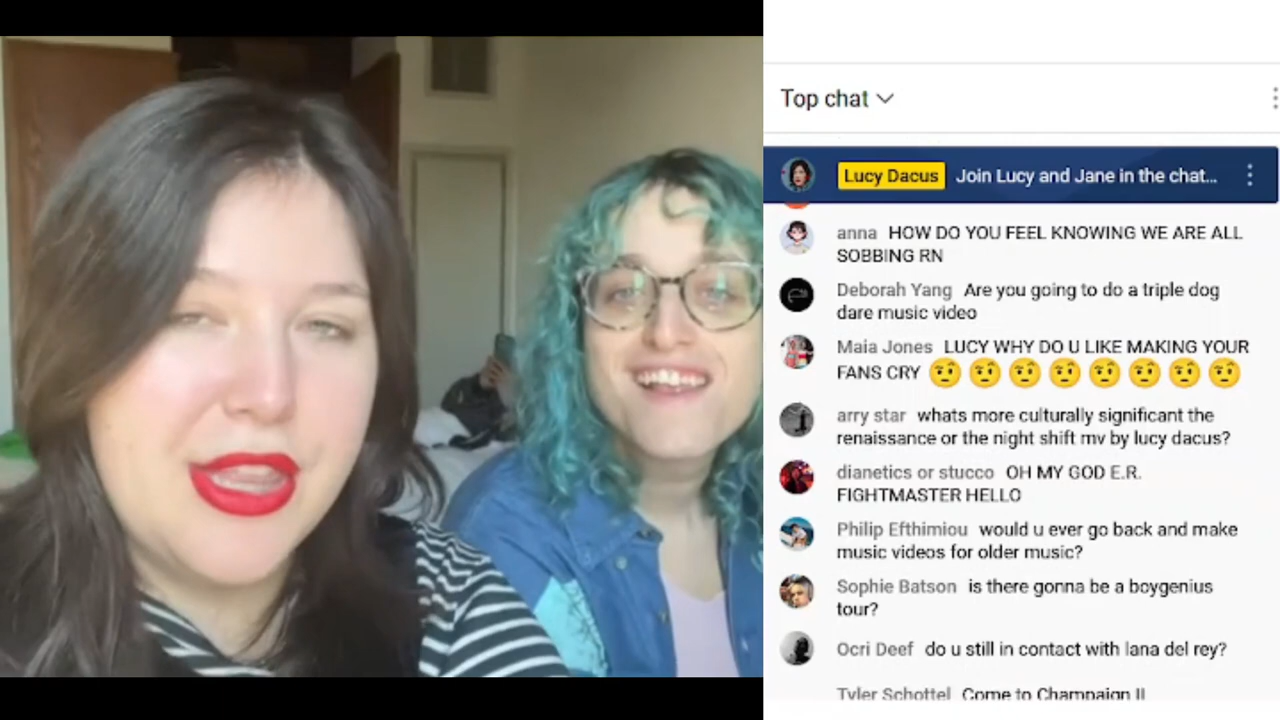 Top chat
Lucy Dacus Join Lucy and Jane in the chat...
anna HOW DO YOU FEEL KNOWING WE ARE ALL
SOBBING RN
Deborah Yang Are you going to do a triple dog
dare music video
Maia Jones LUCY WHY DO U LIKE MAKING YOUR
FANS CRY 🤨🤨🤨🤨🤨🤨🤨🤨
arry star whats more culturally significant the
renaissance or the night shift mv by lucy dacus?
dianetics or stucco OH MY GOD E.R.
FIGHTMASTER HELLO
Philip Efthimiou would u ever go back and make
music videos for older music?
Sophie Batson is there gonna be a boygenius
tour?
Ocri Deef do u still in contact with lana del rey?
Tyler Schottel Come to Champaign Il